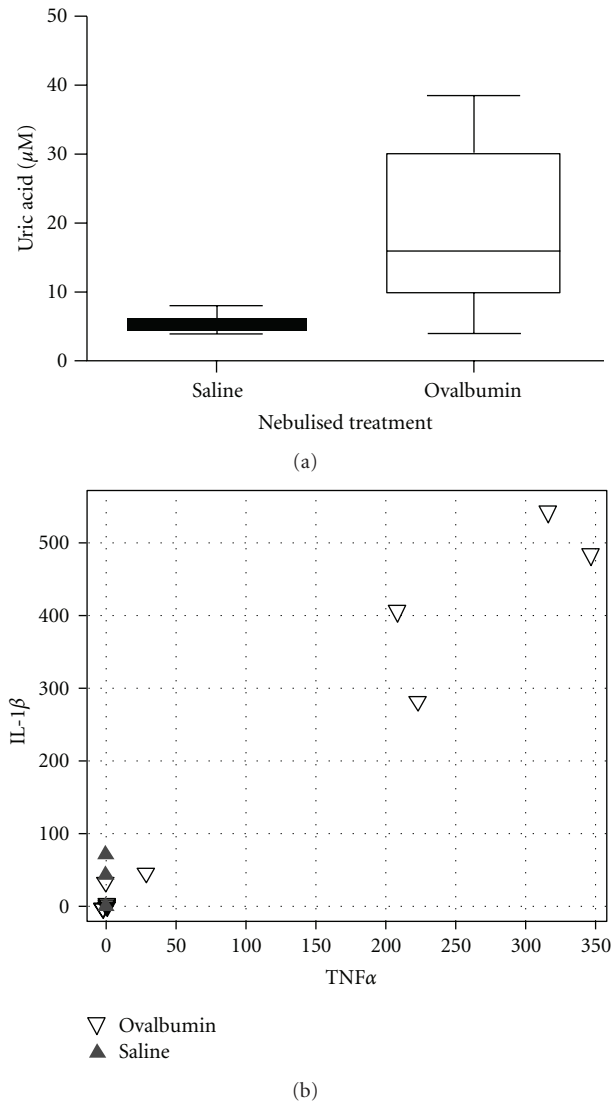 50
40
30
20
10
0
Uric acid (μM)
Saline
Ovalbumin
Nebulised treatment
(a)
500
400
300
200
100
0
IL-1β
0 50 100 150 200 250 300 350
TNFα
Ovalbumin
Saline
(b)